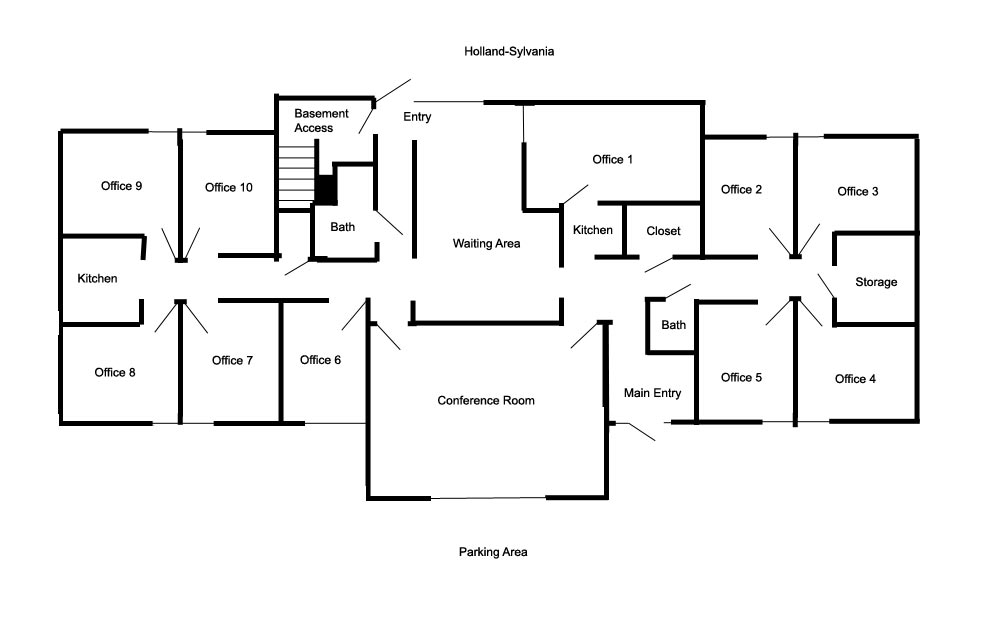 Holland-Sylvania
Basement
Access
Entry
Office 1
Office 9
Office 10
Office 2
Office 3
Bath
Kitchen
Closet
Waiting Area
Kitchen
Storage
Bath
Office 8
Office 7
Office 6
Office 5
Office 4
Main Entry
Conference Room
Parking Area